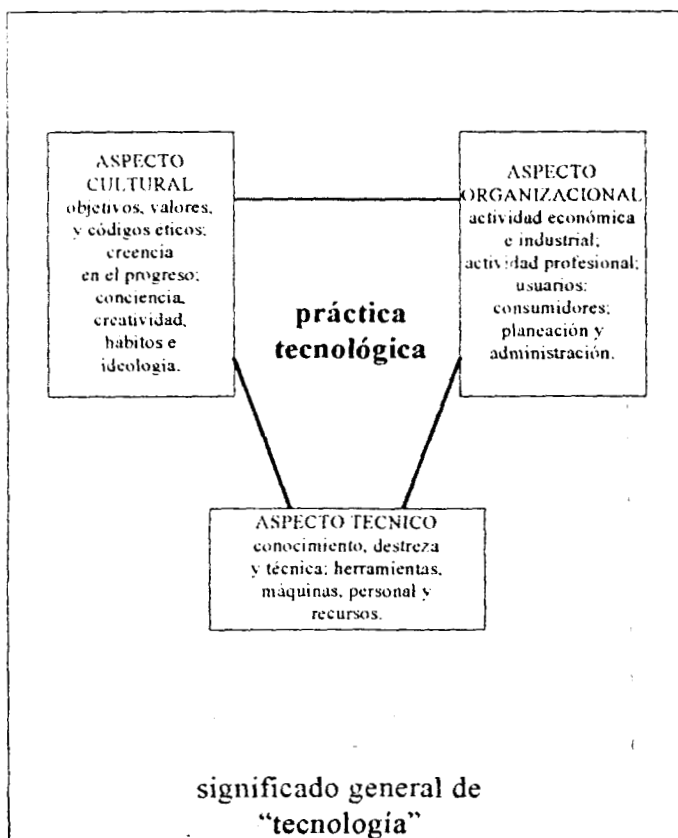 ASPECTO
CULTURAL
objetivos, valores,
y códigos eticos;
creencia
en el progreso;
conciencia,
creatividad,
hábitos e
ideologia.
ASPECTO
ORGANIZACIONAL
actividad económica
e industrial;
actividad profesional;
usuarios;
consumidores;
planeación y
administración.
práctica
tecnológica
ASPECTO TECNICO
conocimiento, destreza
y técnica; herramientas,
máquinas, personal y
recursos.
significado general de
“tecnología”